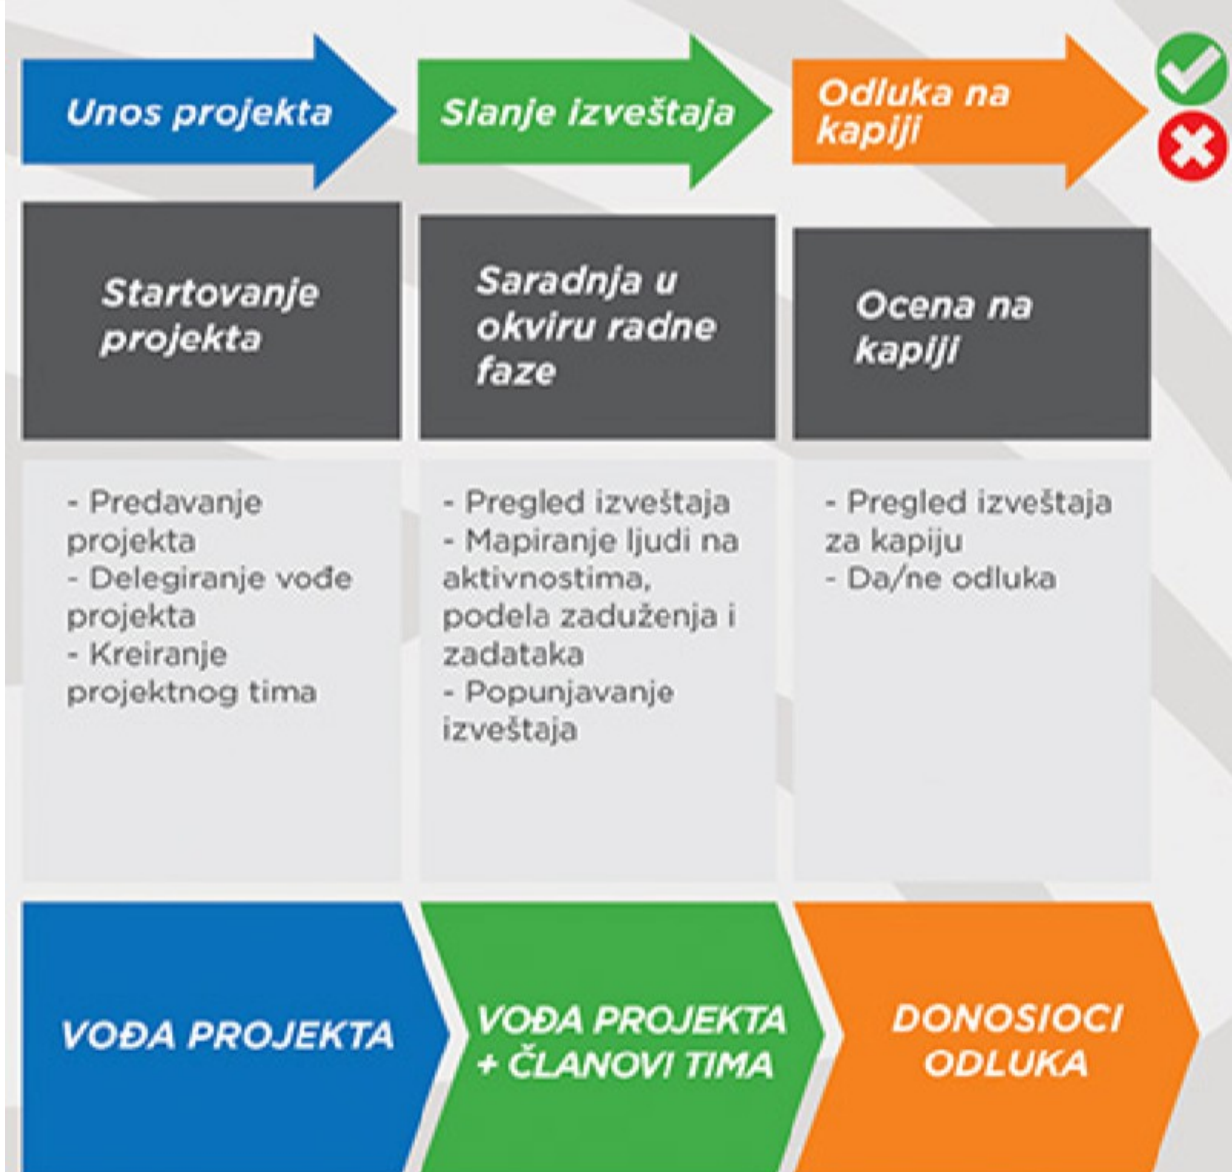 Unos projekta
Slanje izveštaja
Odluka na
kapiji
Startovanje
projekta
Saradnja u
okviru radne
faze
Ocena na
kapiji
- Predavanje
projekta
- Delegiranje vođe
projekta
- Kreiranje
projektnog tima
- Pregled izveštaja
- Mapiranje ljudi na
aktivnostima,
podela zaduženja i
zadataka
- Popunjavanje
izveštaja
- Pregled izveštaja
za kapiju
- Da/ne odluka
VOĐA PROJEKTA
VOĐA PROJEKTA
+ ČLANOVI TIMA
DONOSIOCI
ODLUKA